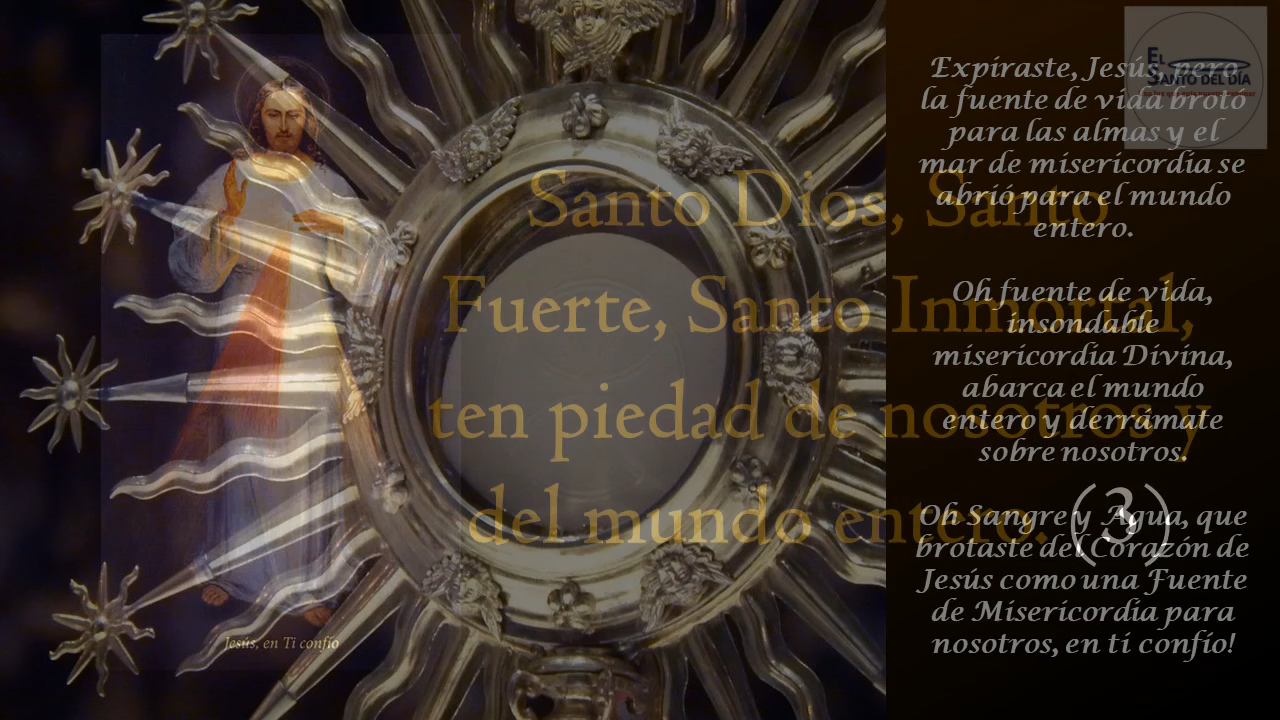 Santo Dios, Santo
Fuerte, Santo Inmortal,
ten piedad de nosotros y
del mundo entero.
(3)
Jesús, en Ti confío
Expiraste, Jesús, pero
la fuente de vida brotó
para las almas y el
mar de misericordia se
abrió para el mundo
entero.
Oh fuente de vida,
insondable
misericordia Divina,
abarca el mundo
entero y derrámate
sobre nosotros.
Oh Sangre y Agua, que
brotaste del Corazón de
Jesús como una Fuente
de Misericordia para
nosotros, en ti confío!
EL
SANTO DEL DÍA